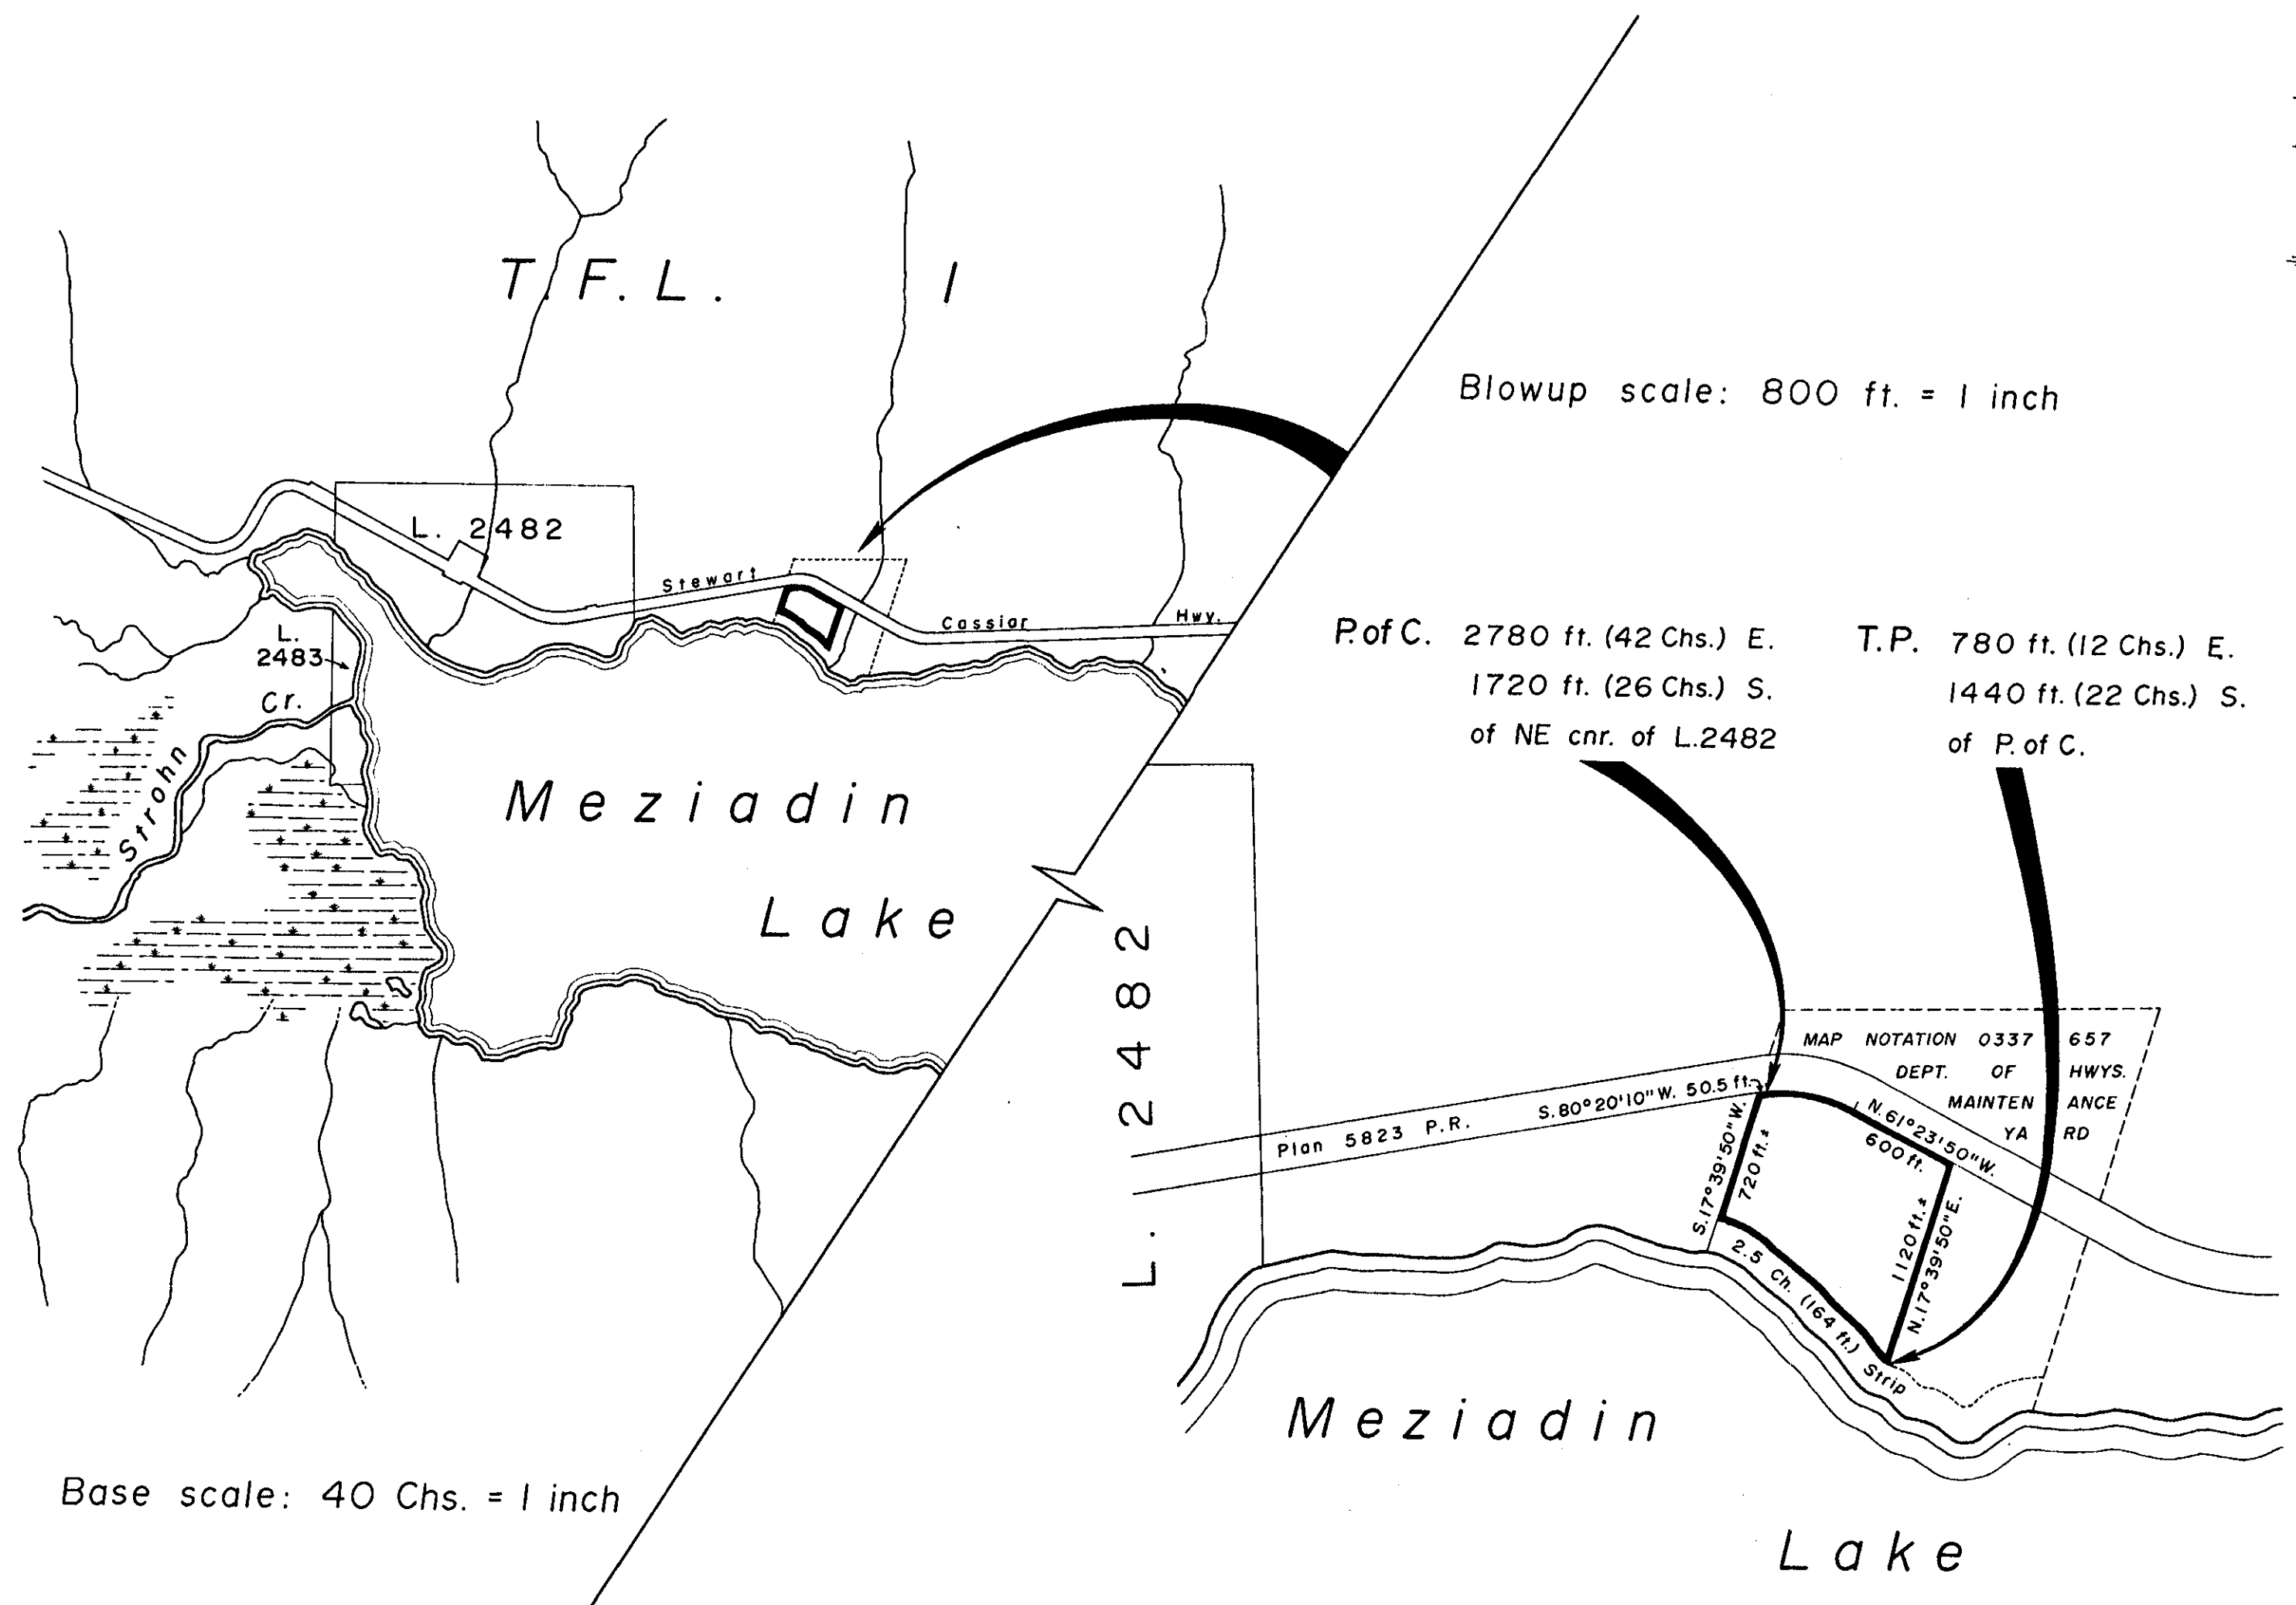 T.F.L. 1
Blowup scale: 800 ft. = 1 inch
L. 2482
Stewart Cassiar Hwy.
L.
2483
Strohn Cr.
Meziadin
Lake
Base scale: 40 Chs. = 1 inch
P. of C. 2780 ft. (42 Chs.) E.
1720 ft. (26 Chs.) S.
of NE cnr. of L.2482
T.P. 780 ft. (12 Chs.) E.
1440 ft. (22 Chs.) S.
of P. of C.
L. 2482
MAP NOTATION 0337657
DEPT. OF HWYS.
MAINTENANCE
YARD
Plan 5823 P.R.
S.80°20'10"W. 50.5 ft.
N.61°23'50"W.
600 ft.
S.17°39'50"W.
720 ft.±
1120 ft.±
N.17°39'50"E.
2.5 Ch. (164 ft.) Strip
Meziadin
Lake